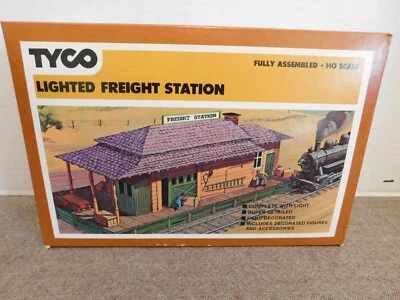 TYCO
FULLY ASSEMBLED • HO SCALE
LIGHTED FREIGHT STATION
FREIGHT STATION
COMPLETE WITH LIGHT
SUPER DETAILED
HAND DECORATED
INCLUDES DECORATED FIGURES
AND ACCESSORIES